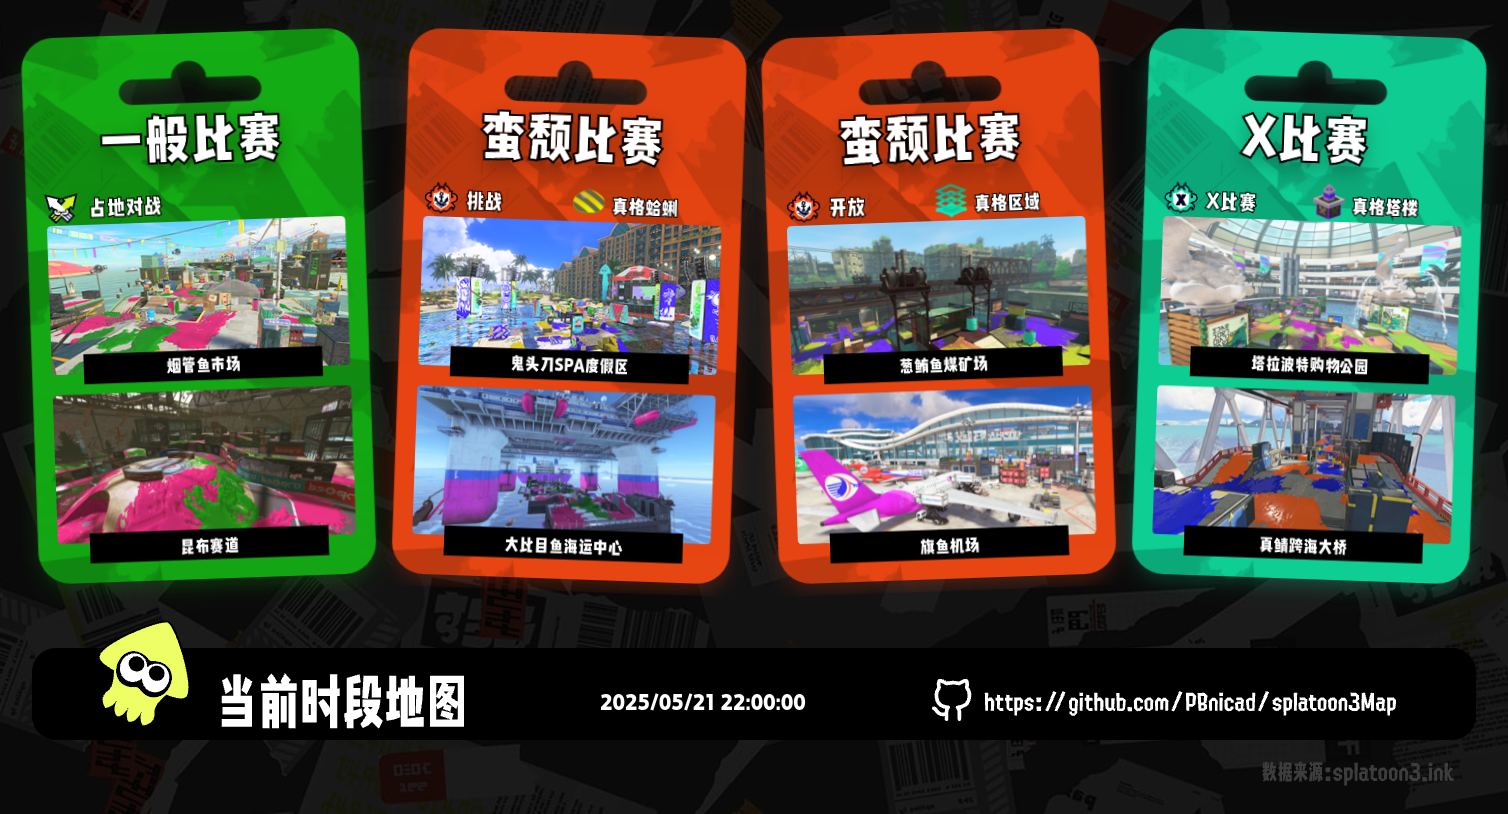 一般比赛
占地对战
烟管鱼市场
昆布赛道
蛮颓比赛
挑战
真格蛤蜊
鬼头刀SPA度假区
大比目鱼海运中心
蛮颓比赛
开放
真格区域
葱鲔鱼煤矿场
旗鱼机场
X比赛
X比赛
真格塔楼
塔拉波特购物公园
真鲭跨海大桥
当前时段地图
2025/05/21 22:00:00
https://github.com/PBnicad/splatoon3Map
数据来源:splatoon3.ink